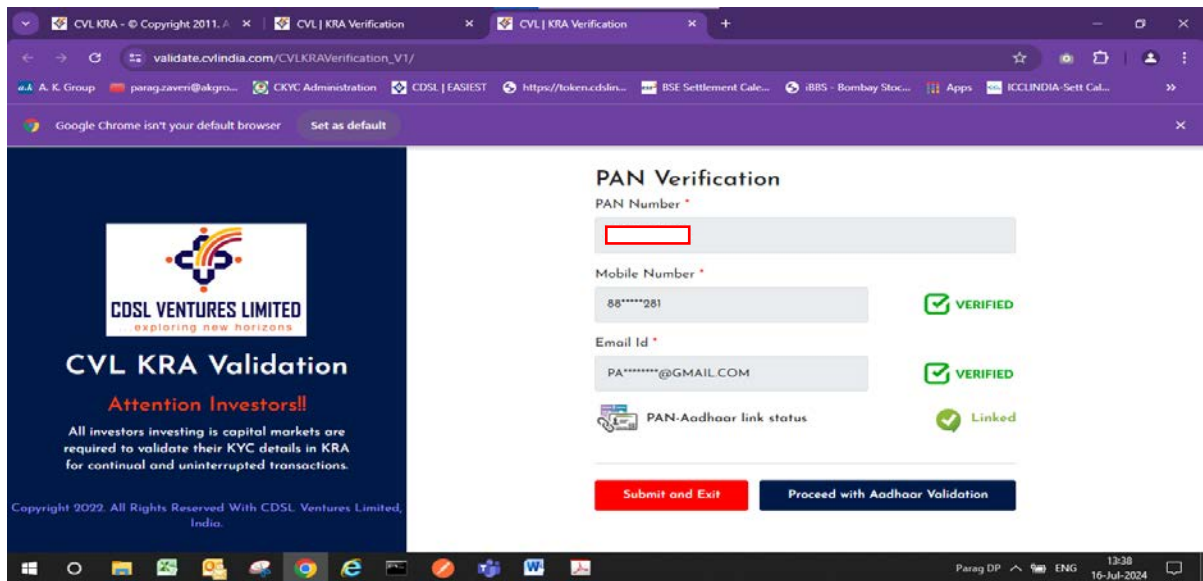 CVL KRA - © Copyright 2011. A
CVL | KRA Verification
CVL | KRA Verification
validate.cvlindia.com/CVLKRAVerification_V1/
A. K. Group
parag.zaveri@akgro...
CKYC Administration
CDSL | EASIEST
https://token.cdslin...
BSE Settlement Cale...
iBBS - Bombay Stoc...
Apps
ICCLINDIA-Sett Cal...
»
Google Chrome isn't your default browser
Set as default
CDSL VENTURES LIMITED
exploring new horizons
CVL KRA Validation
Attention Investors!!
All investors investing is capital markets are
required to validate their KYC details in KRA
for continual and uninterrupted transactions.
Copyright 2022. All Rights Reserved With CDSL Ventures Limited,
India.
PAN Verification
PAN Number *
Mobile Number *
88*****281
VERIFIED
Email Id *
PA********@GMAIL.COM
VERIFIED
PAN-Aadhaar link status
Linked
Submit and Exit
Proceed with Aadhaar Validation
Parag DP
ENG
13:38
16-Jul-2024